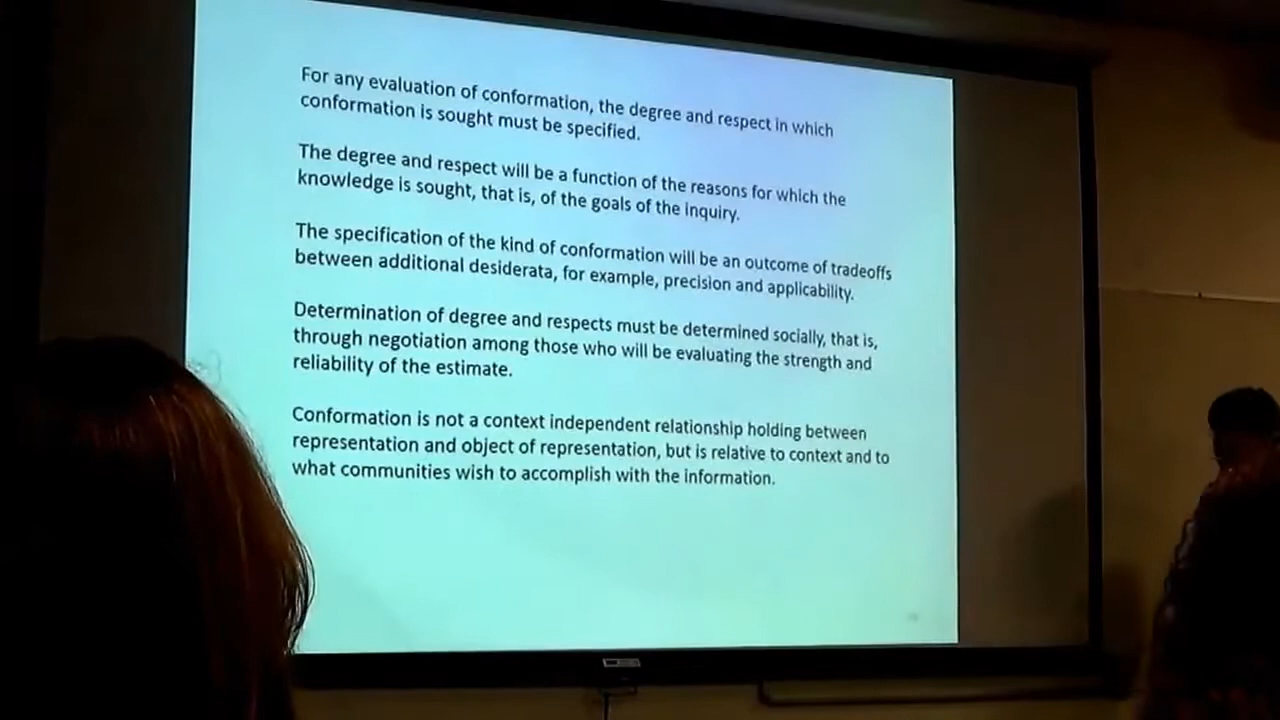 For any evaluation of conformation, the degree and respect in which
conformation is sought must be specified.
The degree and respect will be a function of the reasons for which the
knowledge is sought, that is, of the goals of the inquiry.
The specification of the kind of conformation will be an outcome of tradeoffs
between additional desiderata, for example, precision and applicability.
Determination of degree and respects must be determined socially, that is,
through negotiation among those who will be evaluating the strength and
reliability of the estimate.
Conformation is not a context independent relationship holding between
representation and object of representation, but is relative to context and to
what communities wish to accomplish with the information.